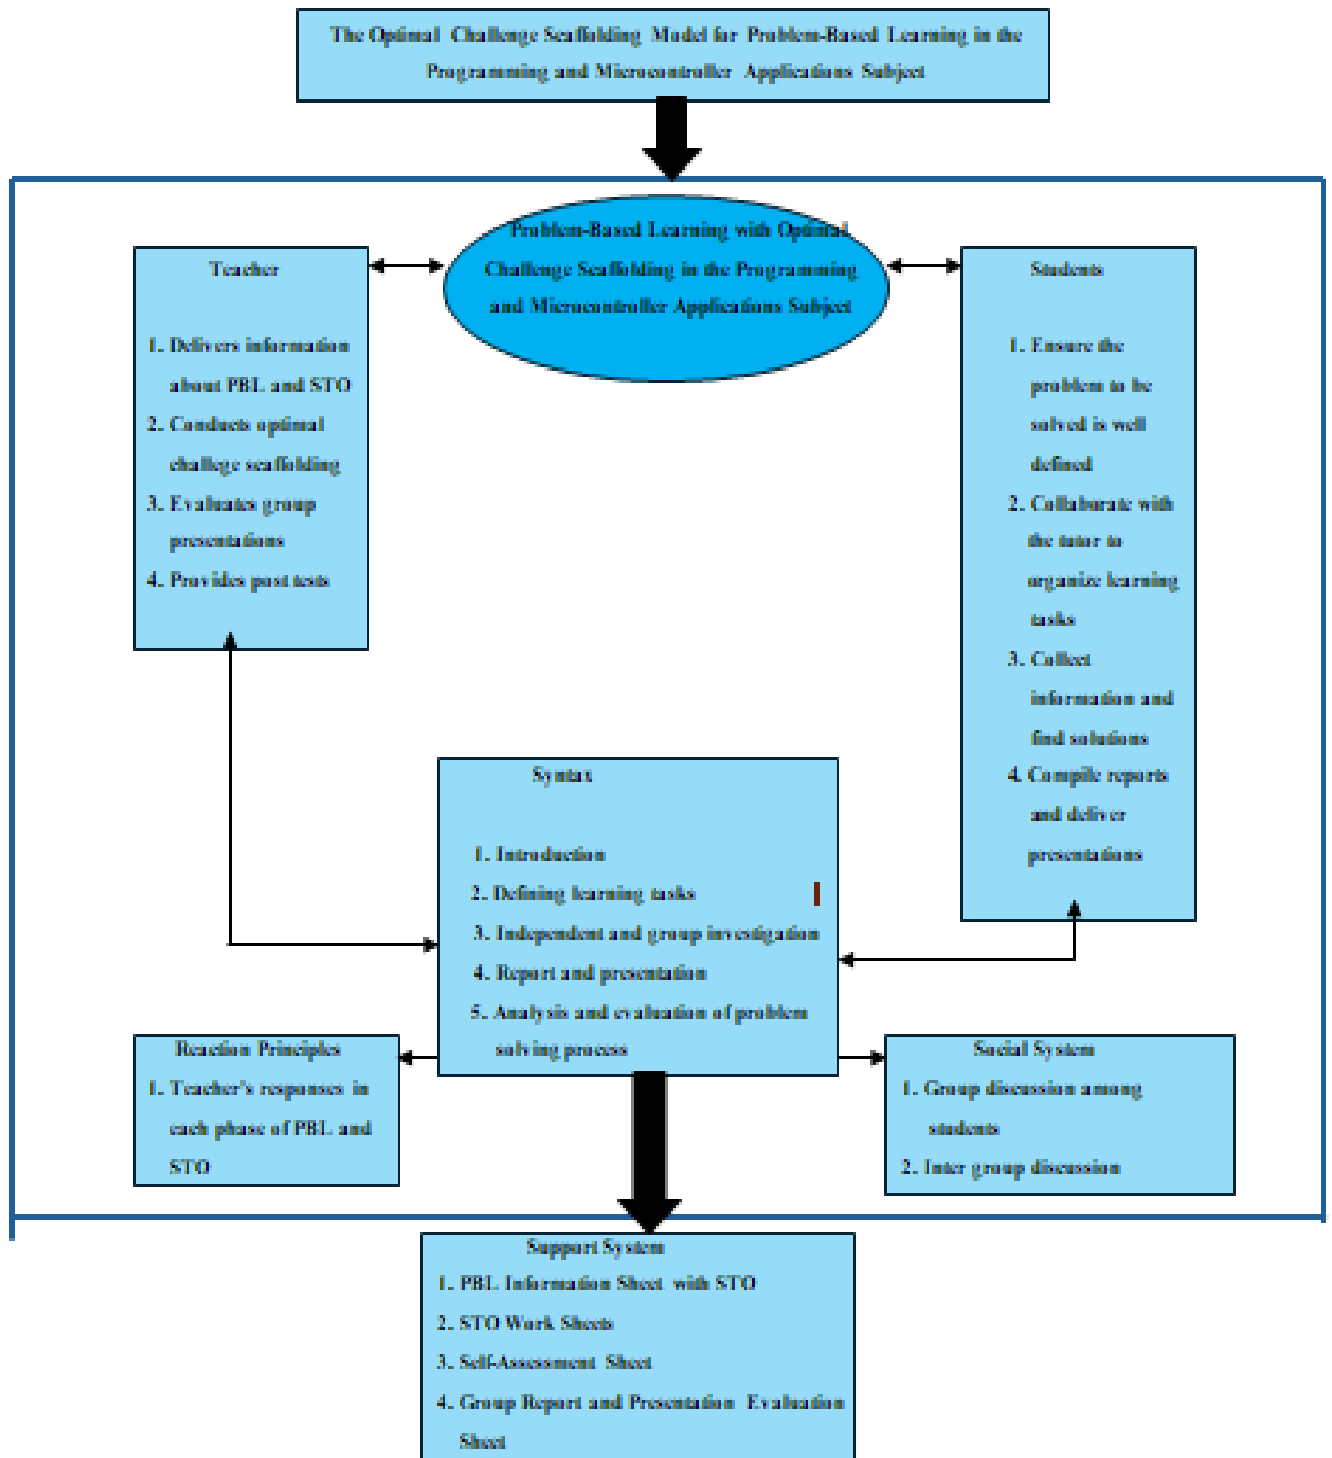 The Optimal Challenge Scaffolding Model for Problem-Based Learning in the
Programming and Microcontroller Applications Subject
Problem-Based Learning with Optimal
Challenge Scaffolding in the Programming
and Microcontroller Applications Subject
Teacher
1. Delivers information
about PBL and STO
2. Conducts optimal
challege scaffolding
3. Evaluates group
presentations
4. Provides post tests
Students
1. Ensure the
problem to be
solved is well
defined
2. Collaborate with
the tutor to
organize learning
tasks
3. Collect
information and
find solutions
4. Compile reports
and deliver
presentations
Syntax
1. Introduction
2. Defining learning tasks
3. Independent and group investigation
4. Report and presentation
5. Analysis and evaluation of problem
solving process
Reaction Principles
1. Teacher's responses in
each phase of PBL and
STO
Social System
1. Group discussion among
students
2. Inter group discussion
Support System
1. PBL Information Sheet with STO
2. STO Work Sheets
3. Self-Assessment Sheet
4. Group Report and Presentation Evaluation
Sheet